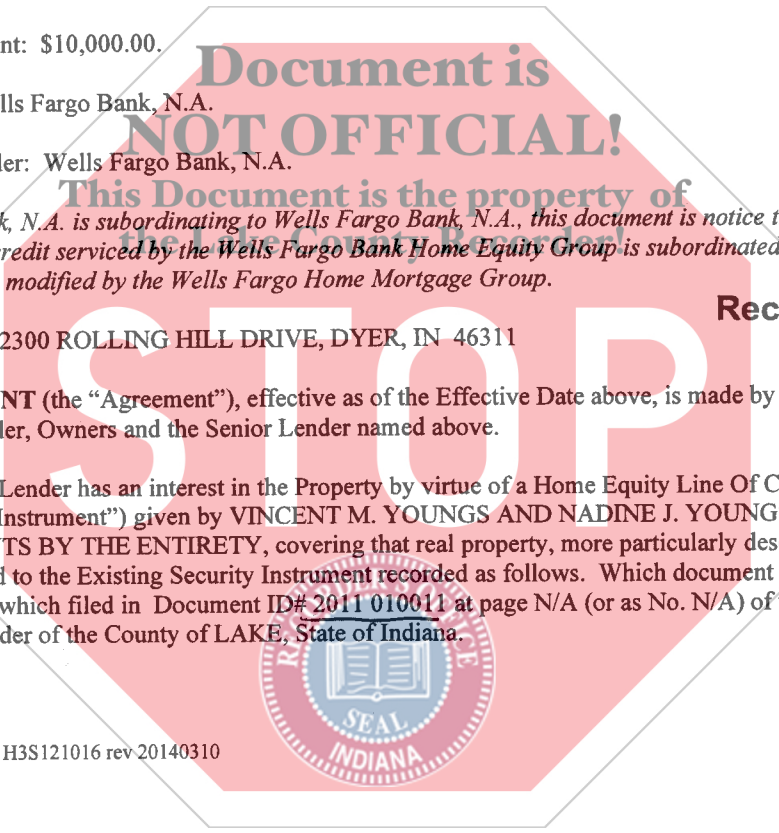 nt: $10,000.00.
Document is
lls Fargo Bank, N.A.
NOT OFFICIAL!
ler: Wells Fargo Bank, N.A.
This Document is the property of
k, N.A. is subordinating to Wells Fargo Bank, N.A., this document is notice t
the Lake County Recorder!
redit serviced by the Wells Fargo Bank Home Equity Group is subordinated
modified by the Wells Fargo Home Mortgage Group.
Rec
2300 ROLLING HILL DRIVE, DYER, IN 46311
STOP
NT (the “Agreement”), effective as of the Effective Date above, is made by
ler, Owners and the Senior Lender named above.
Lender has an interest in the Property by virtue of a Home Equity Line Of C
Instrument”) given by VINCENT M. YOUNGS AND NADINE J. YOUNG
TS BY THE ENTIRETY, covering that real property, more particularly des
d to the Existing Security Instrument recorded as follows. Which document
which filed in Document ID# 2011 010011 at page N/A (or as No. N/A) of
der of the County of LAKE, State of Indiana.
RECORDER'S OFFICE
SEAL
INDIANA
H3S121016 rev 20140310